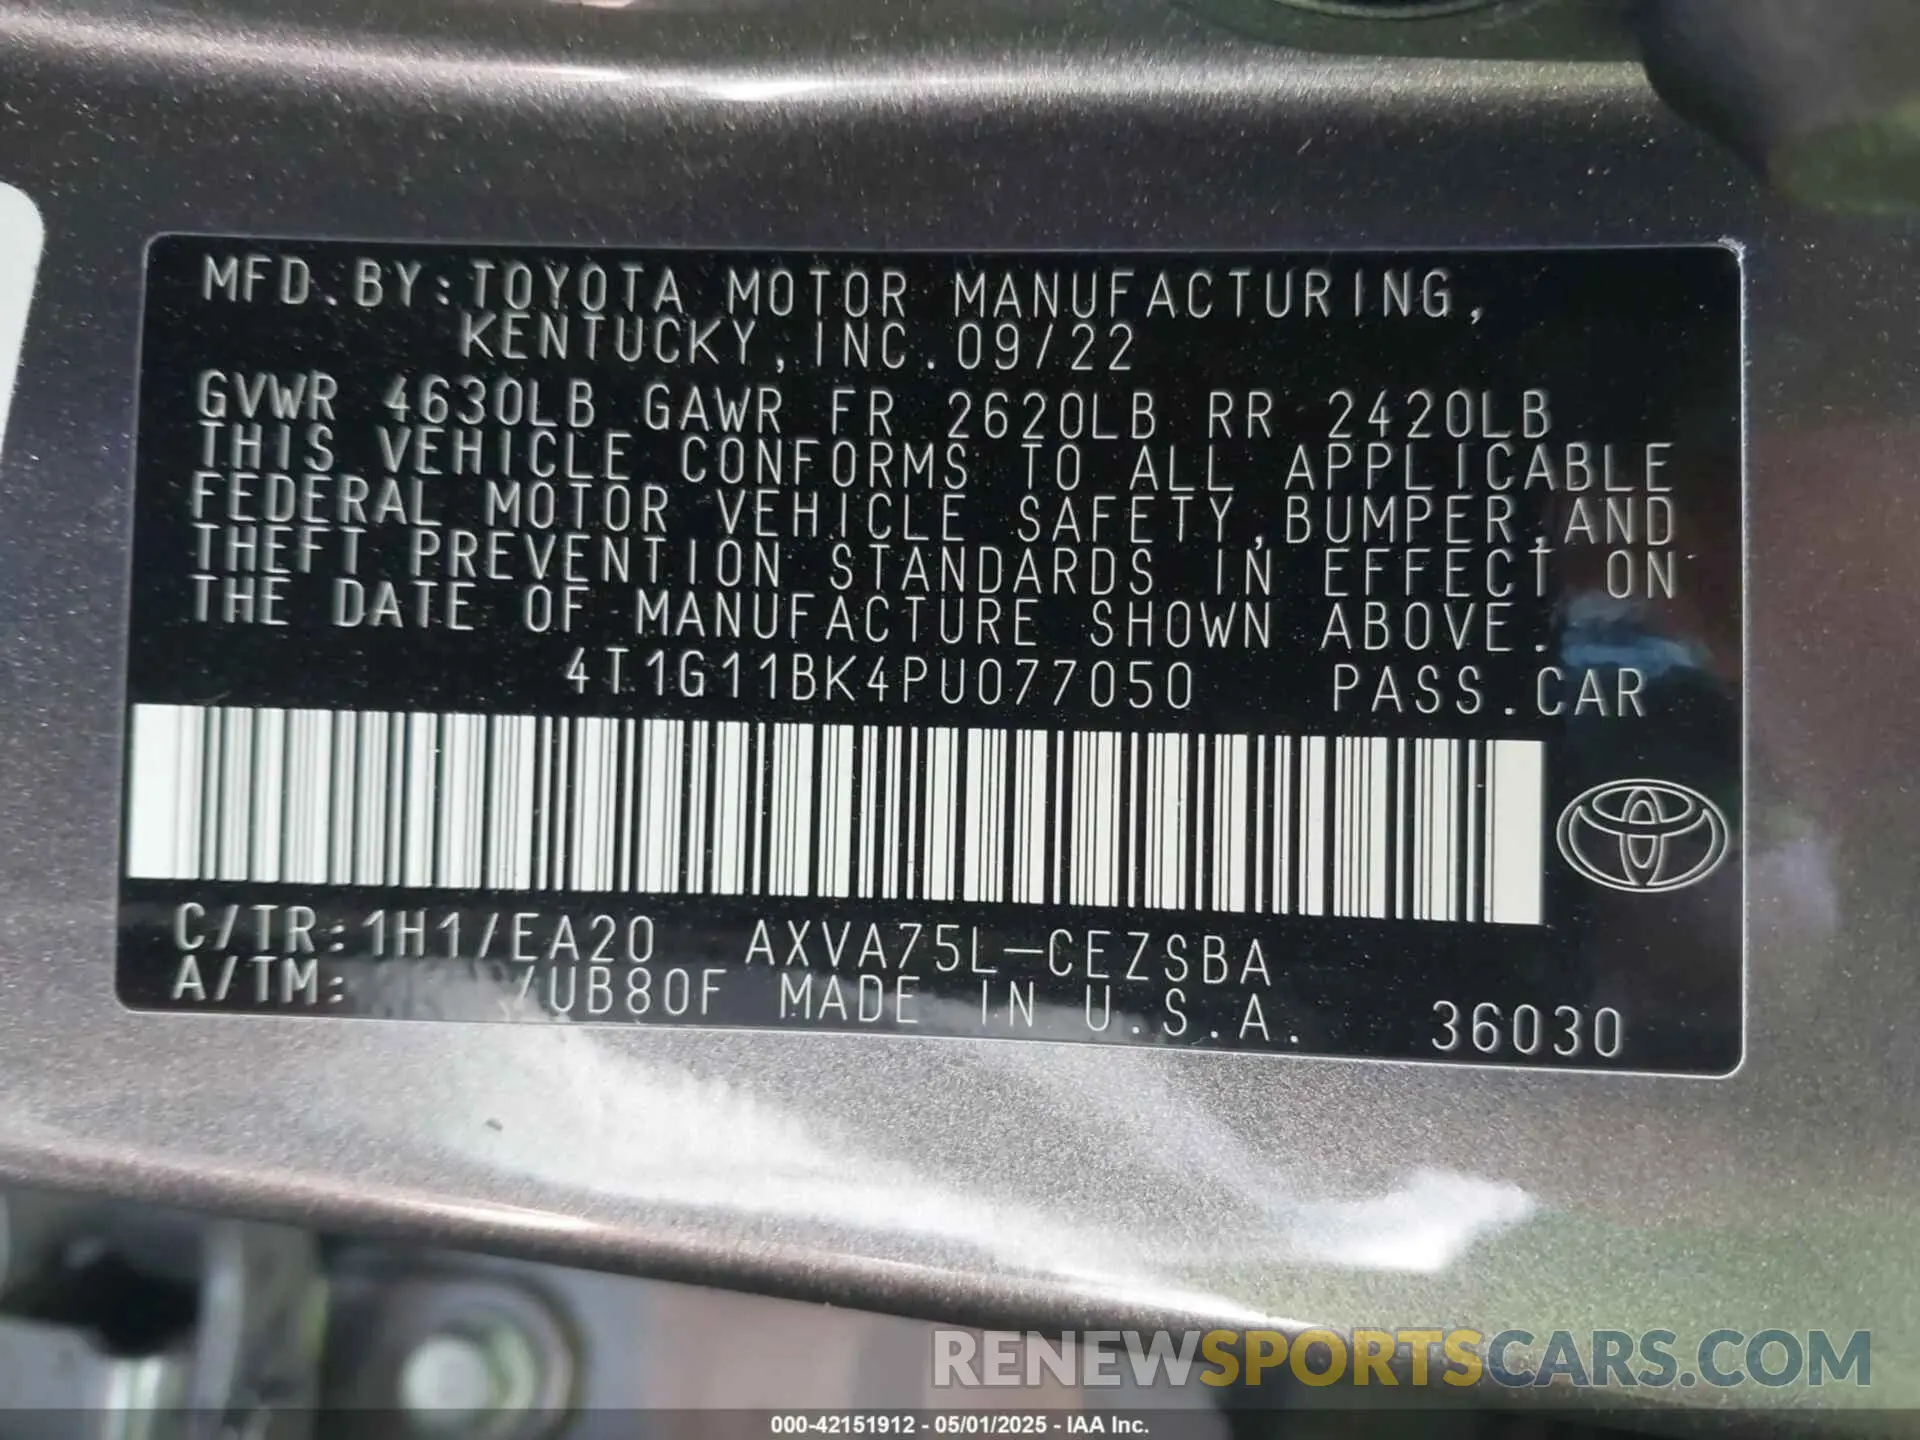 MFD.BY:TOYOTA MOTOR MANUFACTURING,
KENTUCKY,INC.09/22
GVWR 4630LB GAWR FR 2620LB RR 2420LB
THIS VEHICLE CONFORMS TO ALL APPLICABLE
FEDERAL MOTOR VEHICLE SAFETY,BUMPER,AND
THEFT PREVENTION STANDARDS IN EFFECT ON
THE DATE OF MANUFACTURE SHOWN ABOVE.
4T1G11BK4PU077050 PASS.CAR
C/TR:1H1/EA20 AXVA75L-CEZSBA
A/TM: /UB80F MADE IN U.S.A. 36030
RENEWSPORTSCARS.COM
000-42151912 - 05/01/2025 - IAA Inc.